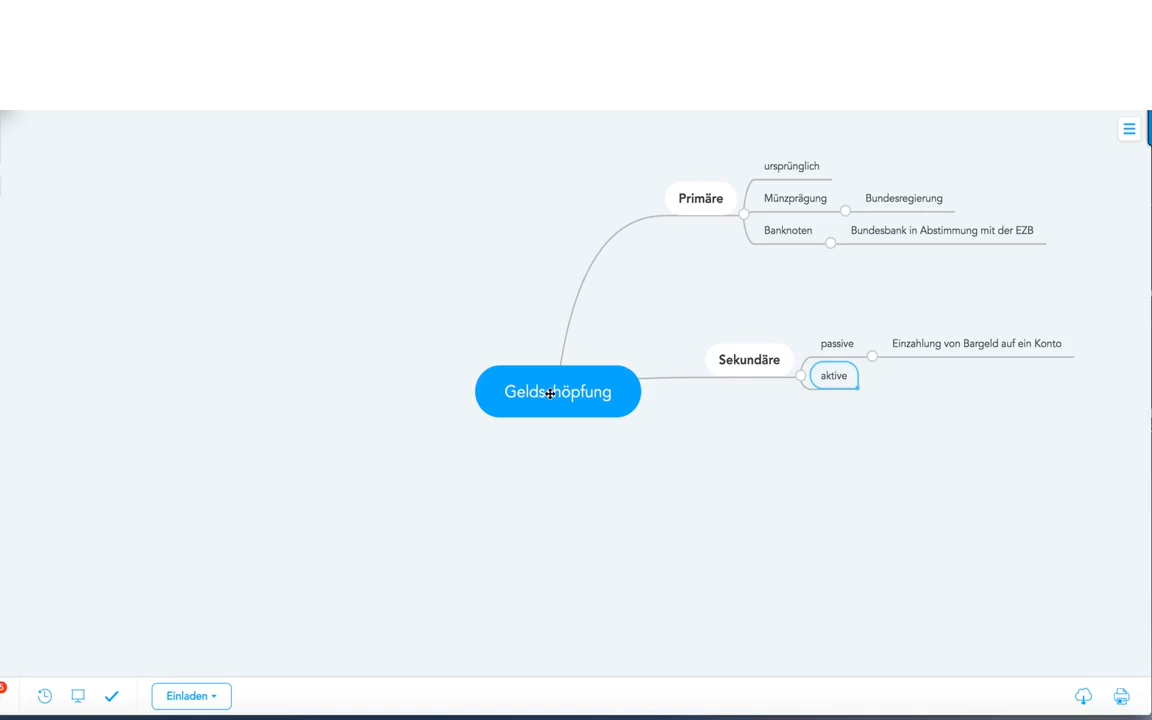 ursprünglich
Primäre
Münzprägung
Bundesregierung
Banknoten
Bundesbank in Abstimmung mit der EZB
passive
Einzahlung von Bargeld auf ein Konto
Sekundäre
aktive
Geldschöpfung
5
Einladen